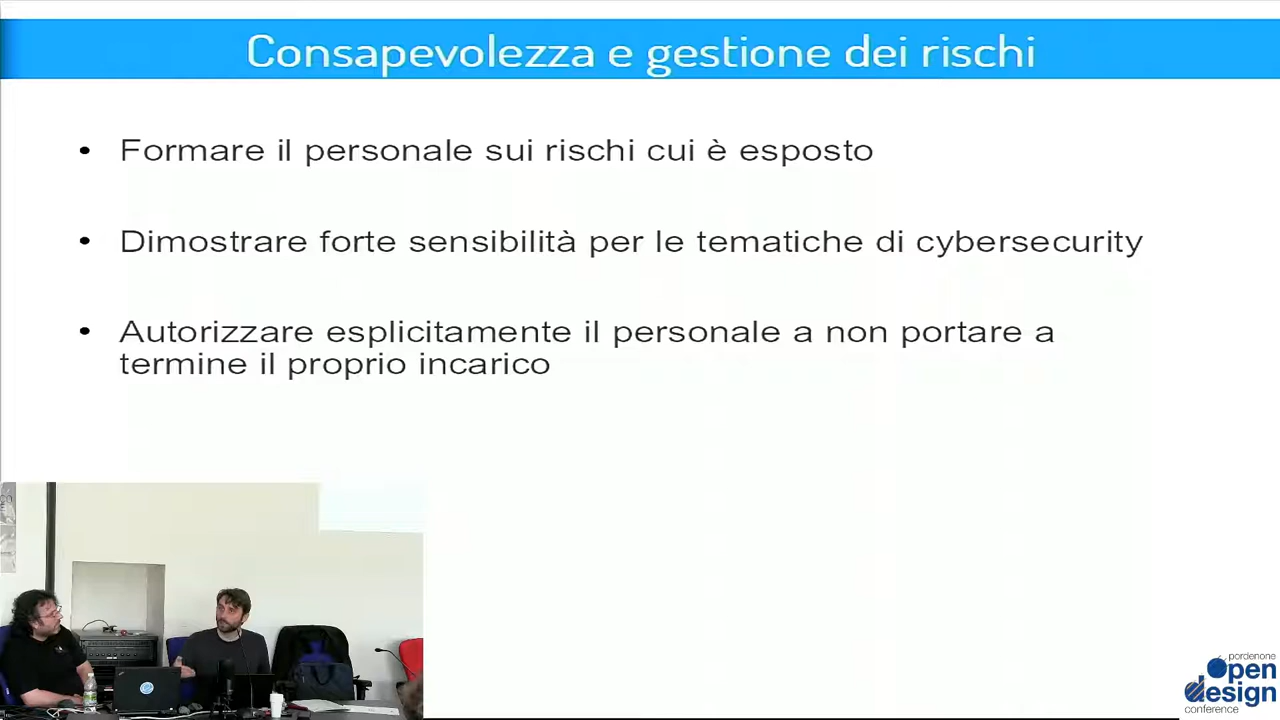 Consapevolezza e gestione dei rischi
• Formare il personale sui rischi cui è esposto
• Dimostrare forte sensibilità per le tematiche di cybersecurity
• Autorizzare esplicitamente il personale a non portare a
termine il proprio incarico
pordenone
open
design
conference